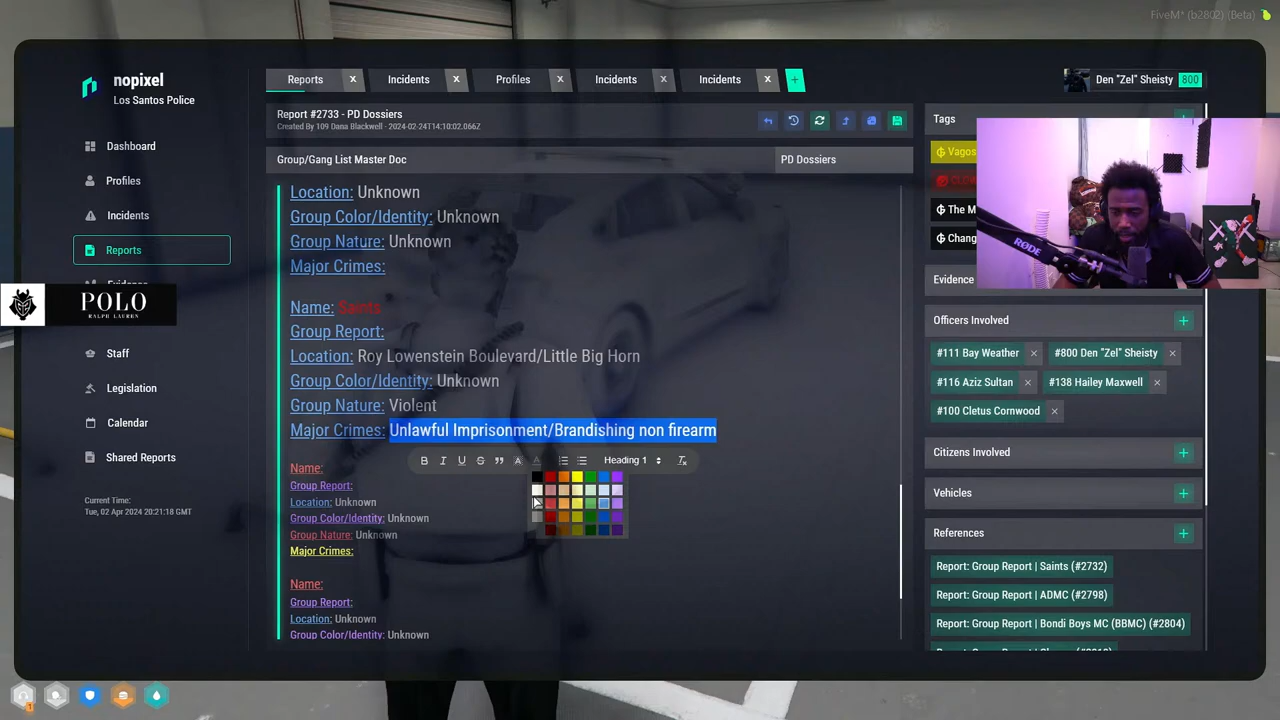 FiveM* (b2802) (Beta)
nopixel
Los Santos Police
Reports x
Incidents x
Profiles x
Incidents x
Incidents x
+
Den "Zel" Sheisty 800
Dashboard
Profiles
Incidents
Reports
Staff
Legislation
Calendar
Shared Reports
Current Time:
Tue, 02 Apr 2024 20:21:18 GMT
POLO
RALPH LAUREN
Report #2733 - PD Dossiers
Created By 109 Dana Blackwell - 2024-02-24T14:10:02.066Z
Group/Gang List Master Doc
PD Dossiers
Location: Unknown
Group Color/Identity: Unknown
Group Nature: Unknown
Major Crimes:
Name: Saints
Group Report:
Location: Roy Lowenstein Boulevard/Little Big Horn
Group Color/Identity: Unknown
Group Nature: Violent
Major Crimes: Unlawful Imprisonment/Brandishing non firearm
Heading 1
Name:
Group Report:
Location: Unknown
Group Color/Identity: Unknown
Group Nature: Unknown
Major Crimes:
Name:
Group Report:
Location: Unknown
Group Color/Identity: Unknown
Tags
Vagos
The M
Chang
RØDE
Evidence
Officers Involved +
#111 Bay Weather x
#800 Den "Zel" Sheisty x
#116 Aziz Sultan x
#138 Hailey Maxwell x
#100 Cletus Cornwood x
Citizens Involved +
Vehicles +
References +
Report: Group Report | Saints (#2732)
Report: Group Report | ADMC (#2798)
Report: Group Report | Bondi Boys MC (BBMC) (#2804)